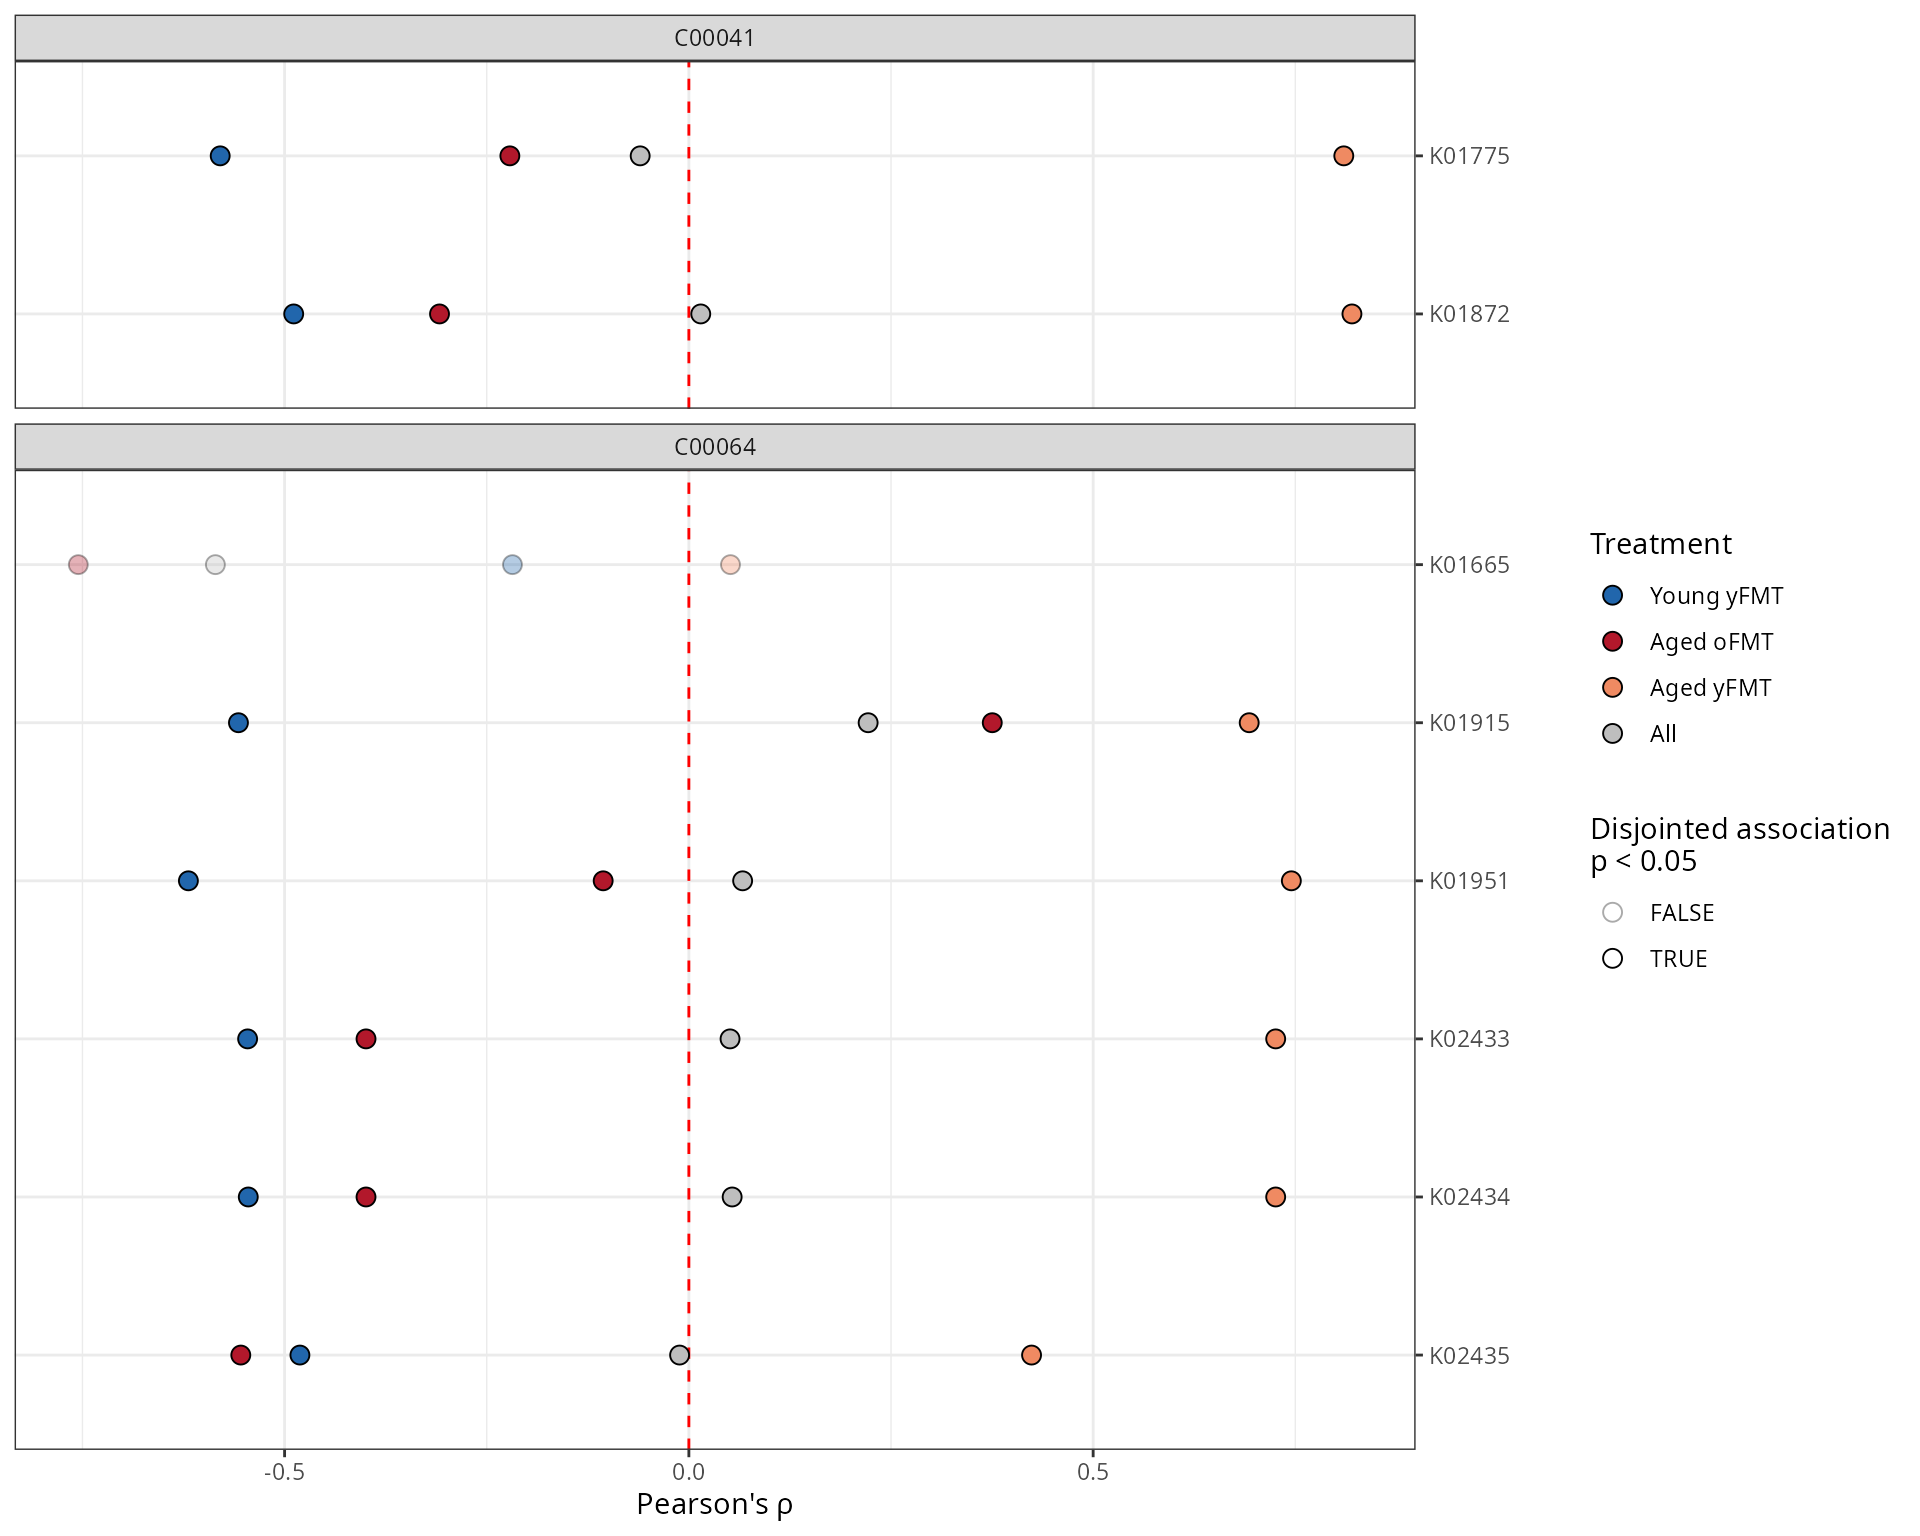 C00041
K01775
K01872
C00064
K01665
K01915
K01951
K02433
K02434
K02435
-0.5
0.0
0.5
Pearson's ρ
Treatment
Young yFMT
Aged oFMT
Aged yFMT
All
Disjointed association
p < 0.05
FALSE
TRUE